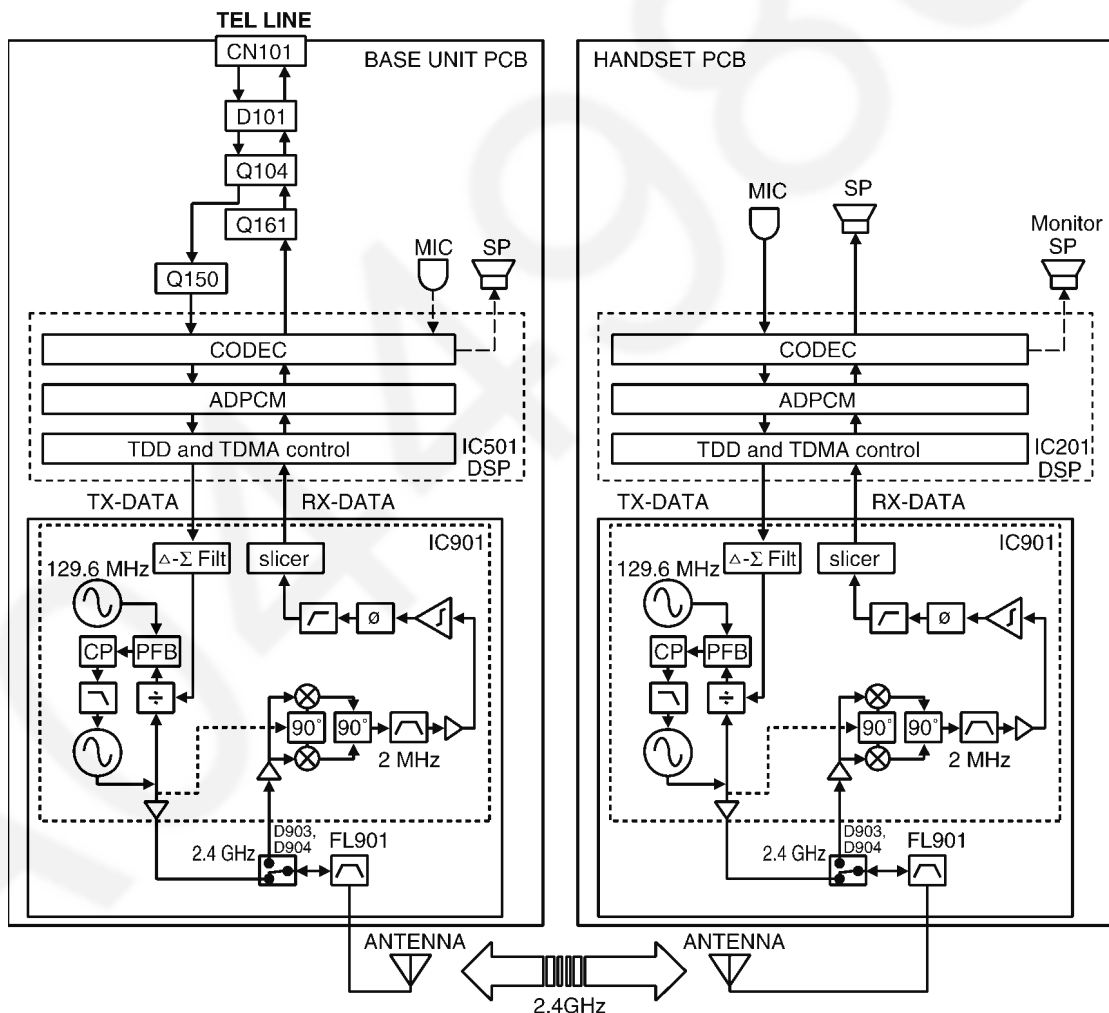 TEL LINE
CN101
BASE UNIT PCB
D101
Q104
Q161
Q150
MIC
SP
CODEC
ADPCM
TDD and TDMA control
IC501
DSP
TX-DATA
RX-DATA
IC901
Δ-Σ Filt
slicer
129.6 MHz
CP
PFB
ø
÷
90°
90°
2 MHz
D903,
D904
2.4 GHz
FL901
ANTENNA
HANDSET PCB
MIC
SP
Monitor
SP
CODEC
ADPCM
TDD and TDMA control
IC201
DSP
TX-DATA
RX-DATA
IC901
Δ-Σ Filt
slicer
129.6 MHz
CP
PFB
ø
÷
90°
90°
2 MHz
D903,
D904
2.4 GHz
FL901
ANTENNA
2.4GHz